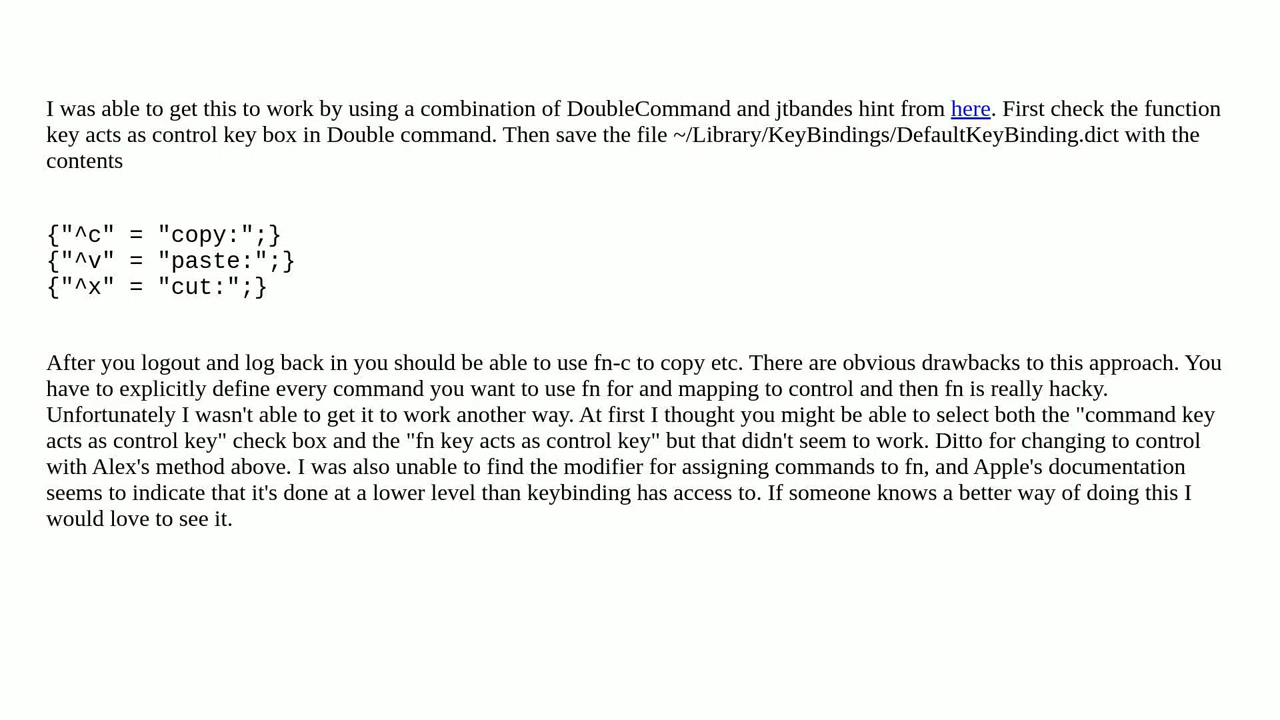 I was able to get this to work by using a combination of DoubleCommand and jtbandes hint from here. First check the function
key acts as control key box in Double command. Then save the file ~/Library/KeyBindings/DefaultKeyBinding.dict with the
contents
{"^c" = "copy:";}
{"^v" = "paste:";}
{"^x" = "cut:";}
After you logout and log back in you should be able to use fn-c to copy etc. There are obvious drawbacks to this approach. You
have to explicitly define every command you want to use fn for and mapping to control and then fn is really hacky.
Unfortunately I wasn't able to get it to work another way. At first I thought you might be able to select both the "command key
acts as control key" check box and the "fn key acts as control key" but that didn't seem to work. Ditto for changing to control
with Alex's method above. I was also unable to find the modifier for assigning commands to fn, and Apple's documentation
seems to indicate that it's done at a lower level than keybinding has access to. If someone knows a better way of doing this I
would love to see it.